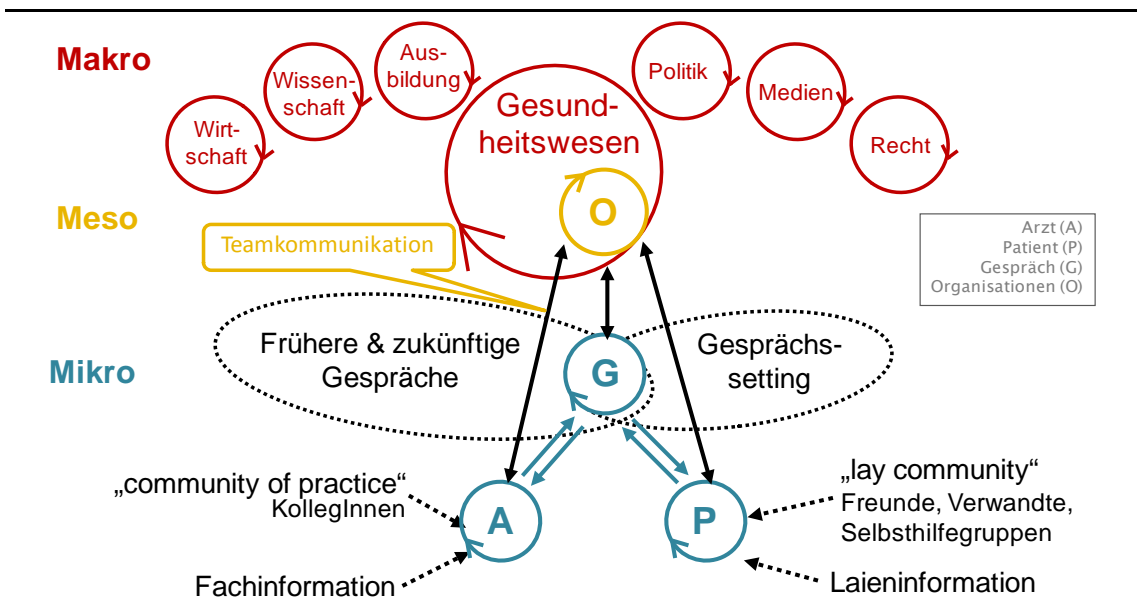 Makro
Wirt-
schaft
Wissen-
schaft
Aus-
bildung
Gesund-
heitswesen
Politik
Medien
Recht
Meso
O
Teamkommunikation
Arzt (A)
Patient (P)
Gespräch (G)
Organisationen (O)
Mikro
Frühere & zukünftige
Gespräche
G
Gesprächs-
setting
„community of practice“
KollegInnen
A
P
„lay community“
Freunde, Verwandte,
Selbsthilfegruppen
Fachinformation
Laieninformation